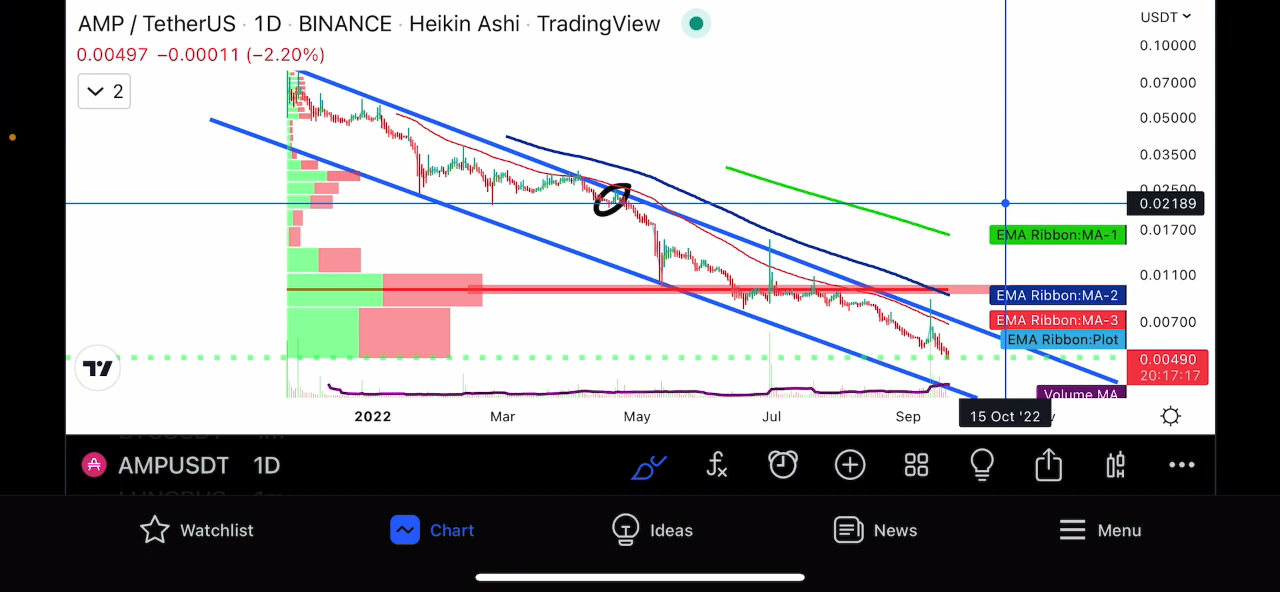 AMP / TetherUS · 1D · BINANCE · Heikin Ashi · TradingView
USDT
0.00497 −0.00011 (−2.20%)
2
0.10000
0.07000
0.05000
0.03500
0.02500
0.02189
0.01700
EMA Ribbon:MA-1
0.01100
EMA Ribbon:MA-2
EMA Ribbon:MA-3
0.00700
EMA Ribbon:Plot
0.00490
20:17:17
Volume MA
2022 Mar May Jul Sep 15 Oct '22
AMPUSDT 1D
Watchlist Chart Ideas News Menu